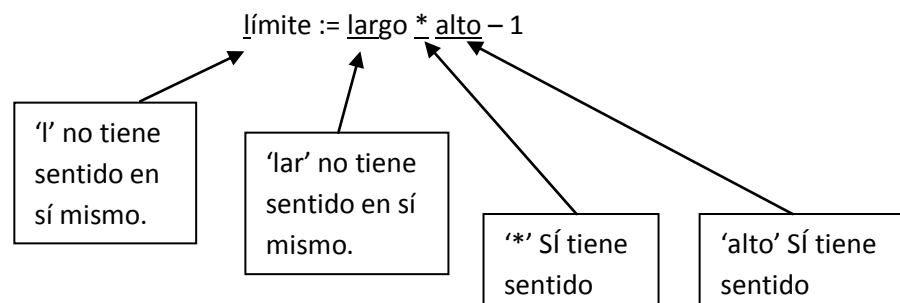 límite := largo * alto – 1
‘l’ no tiene
sentido en
sí mismo.
‘lar’ no tiene
sentido en sí
mismo.
‘*’ SÍ tiene
sentido
‘alto’ SÍ tiene
sentido